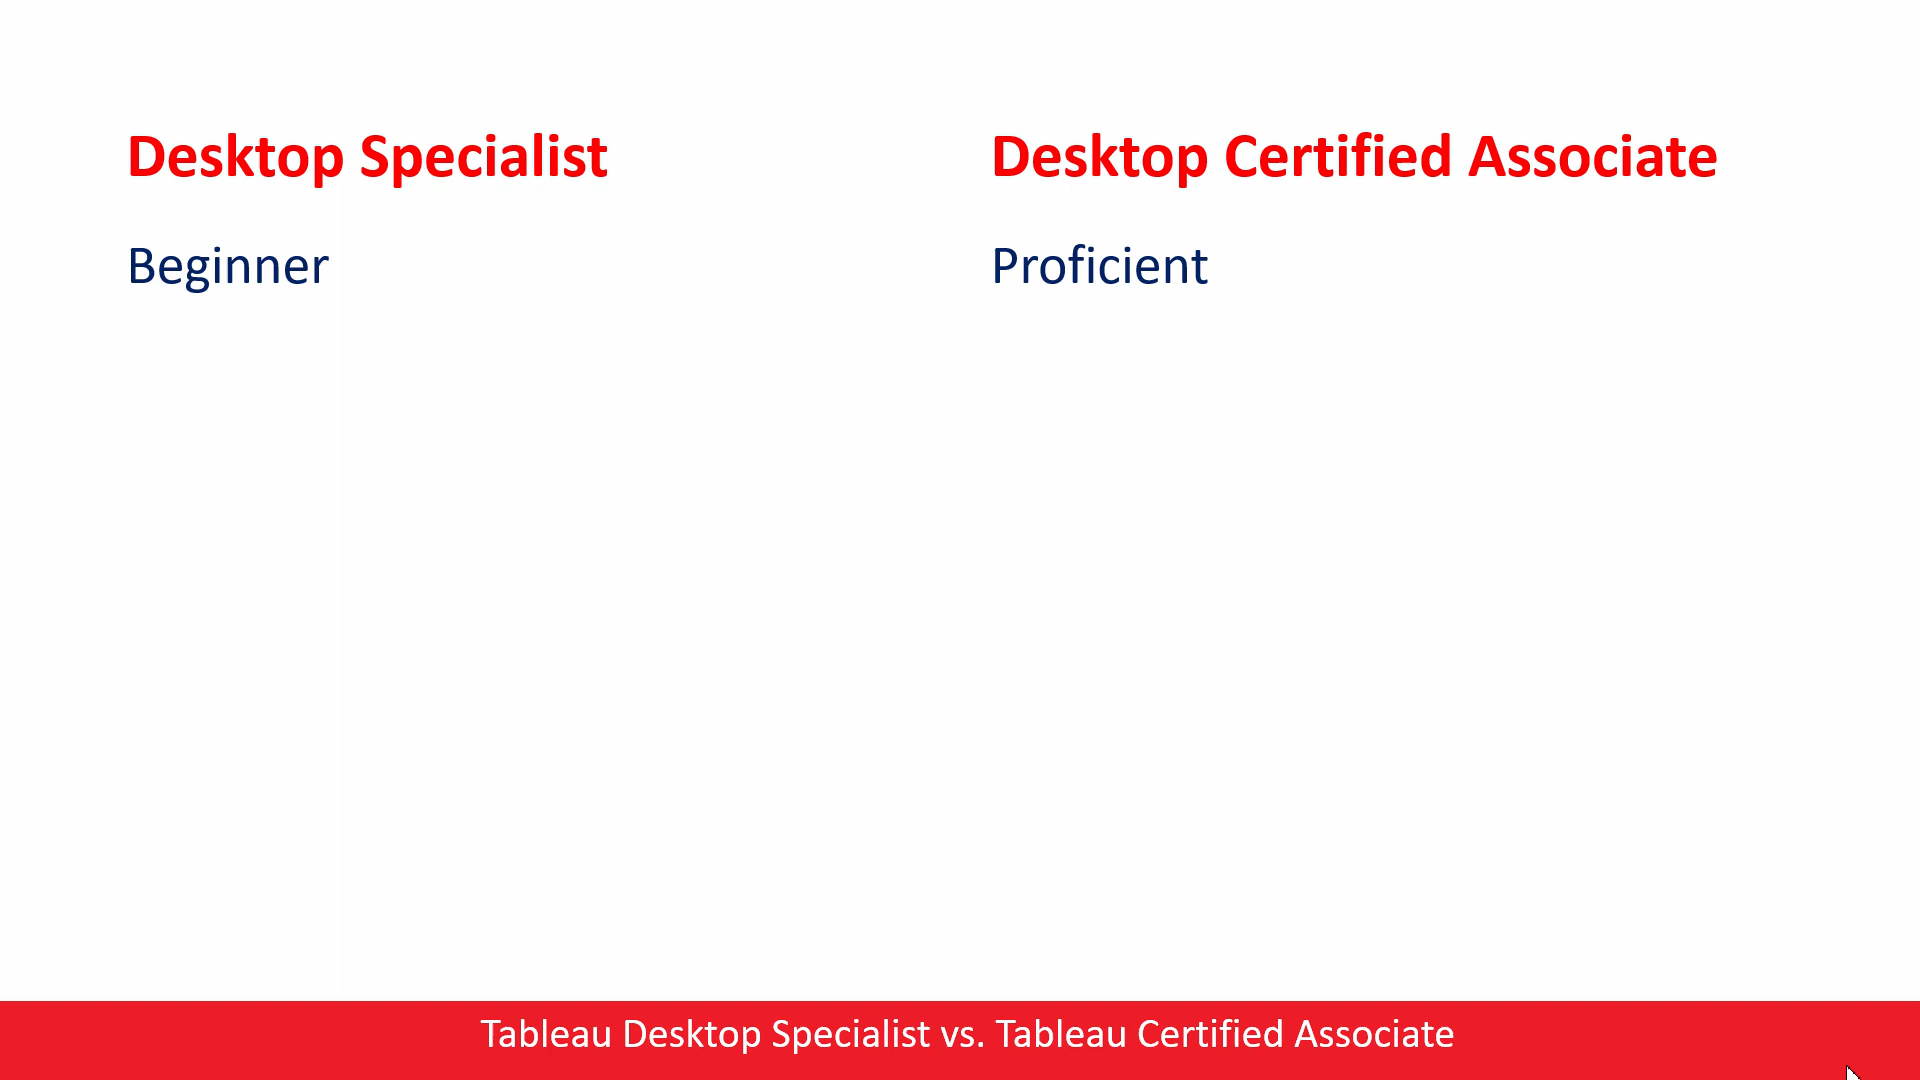 Desktop Specialist
Beginner
Desktop Certified Associate
Proficient
Tableau Desktop Specialist vs. Tableau Certified Associate